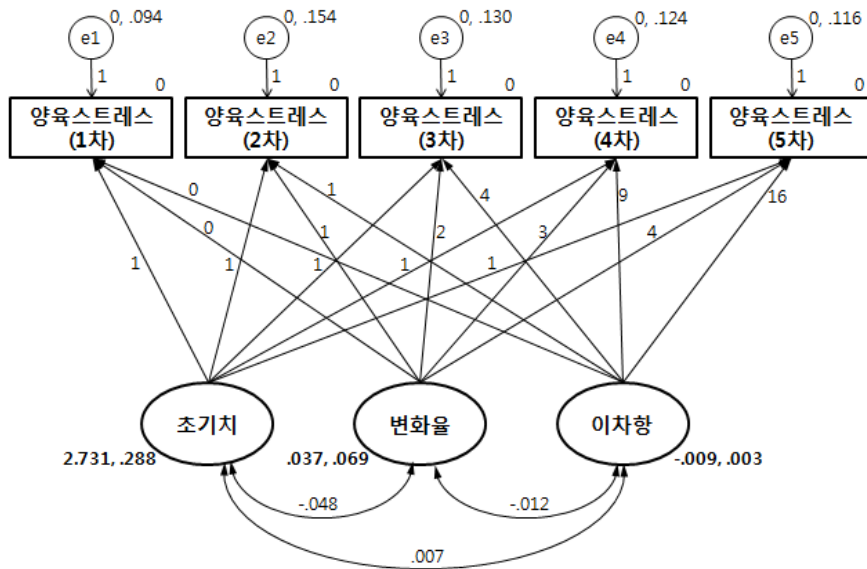 0, .094
0, .154
0, .130
0, .124
0, .116
e1
e2
e3
e4
e5
1
0
1
0
1
0
1
0
1
0
양육스트레스
(1차)
양육스트레스
(2차)
양육스트레스
(3차)
양육스트레스
(4차)
양육스트레스
(5차)
0
1
4
9
16
0
1
2
3
4
1
1
1
1
1
초기치
변화율
이차항
2.731, .288
.037, .069
-.009, .003
-.048
-.012
.007